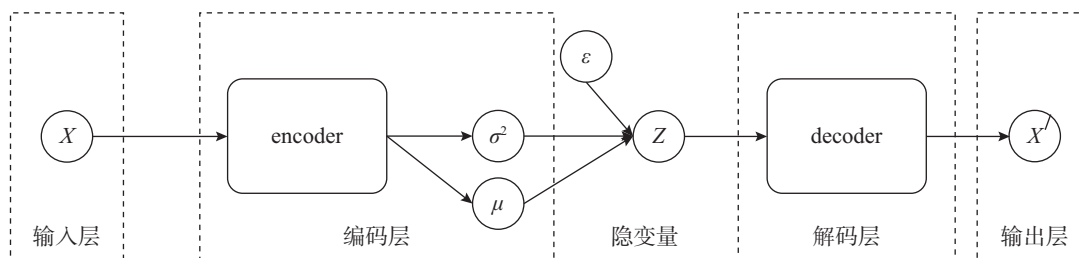 ε
X
encoder
σ²
Z
decoder
X′
μ
输入层
编码层
隐变量
解码层
输出层